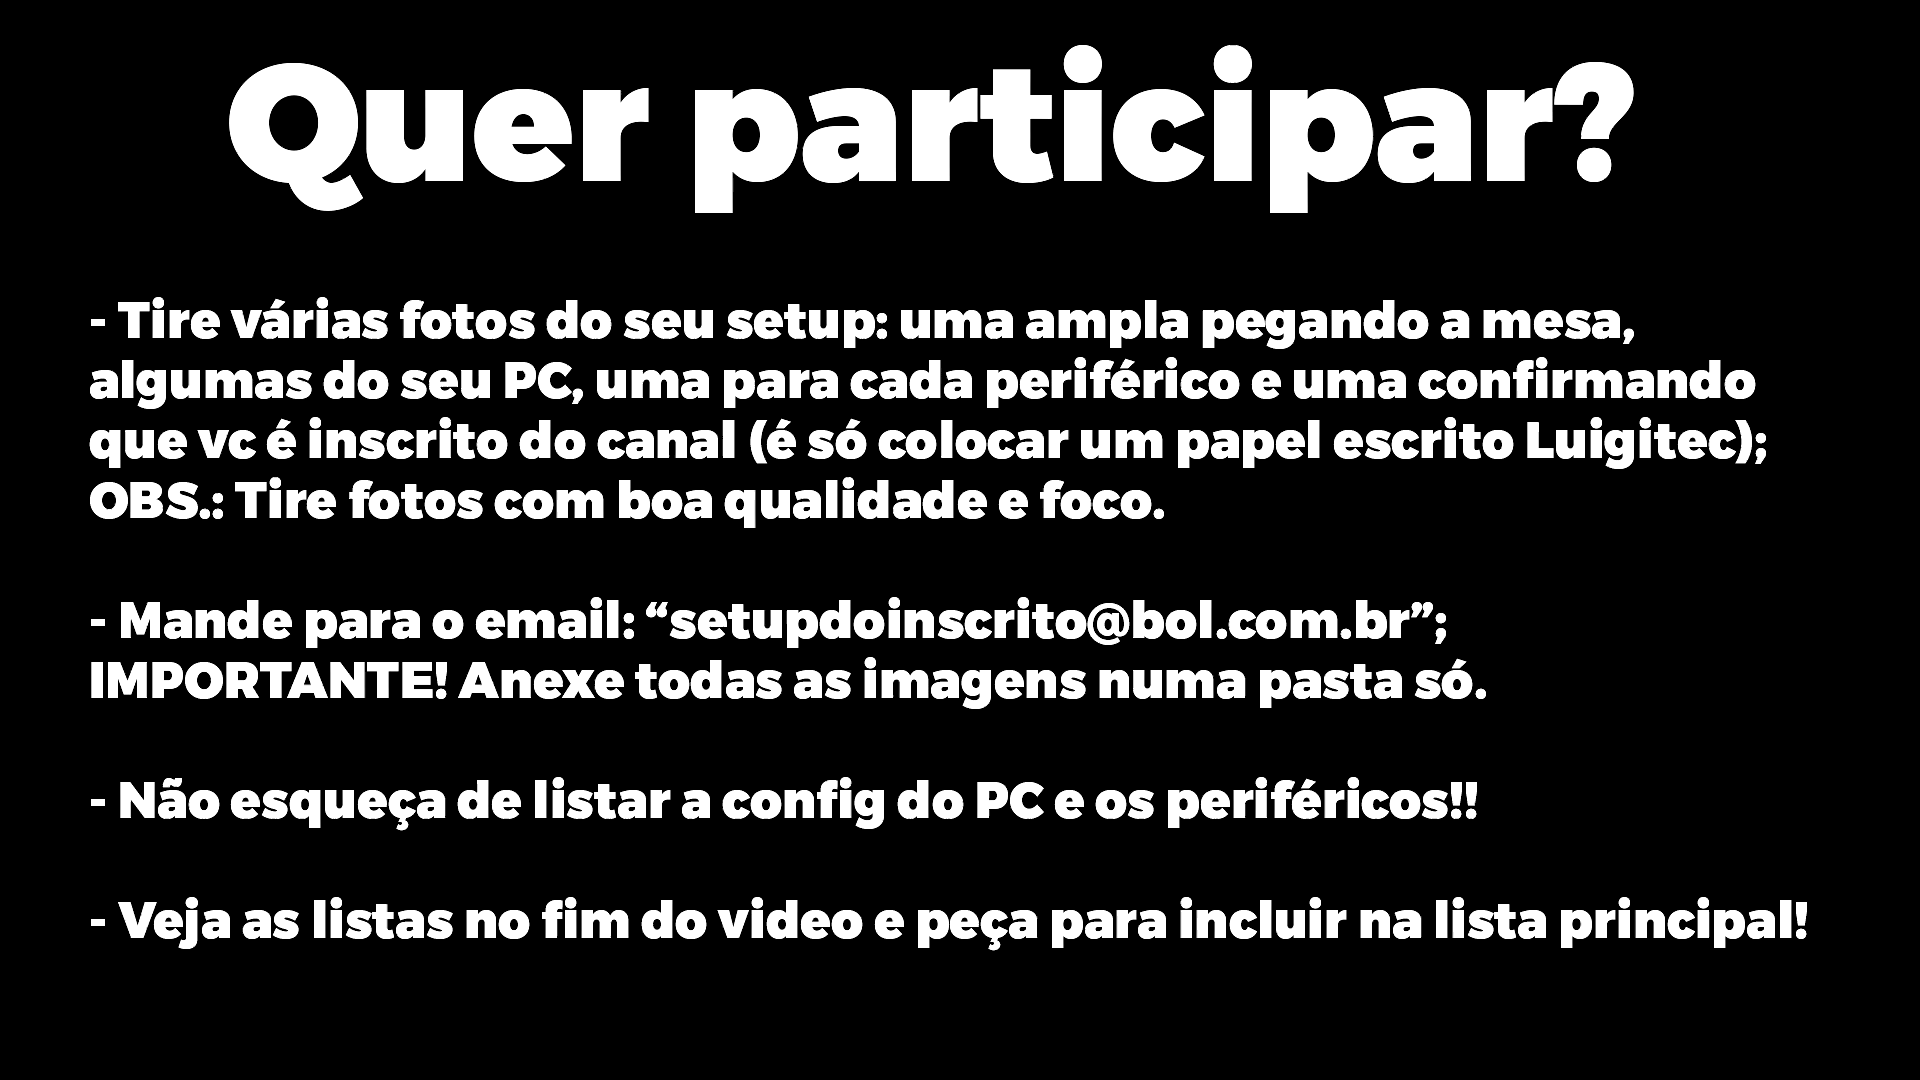 Quer participar?
- Tire várias fotos do seu setup: uma ampla pegando a mesa,
algumas do seu PC, uma para cada periférico e uma confirmando
que vc é inscrito do canal (é só colocar um papel escrito Luigitec);
OBS.: Tire fotos com boa qualidade e foco.
- Mande para o email: “setupdoinscrito@bol.com.br”;
IMPORTANTE! Anexe todas as imagens numa pasta só.
- Não esqueça de listar a config do PC e os periféricos!!
- Veja as listas no fim do video e peça para incluir na lista principal!